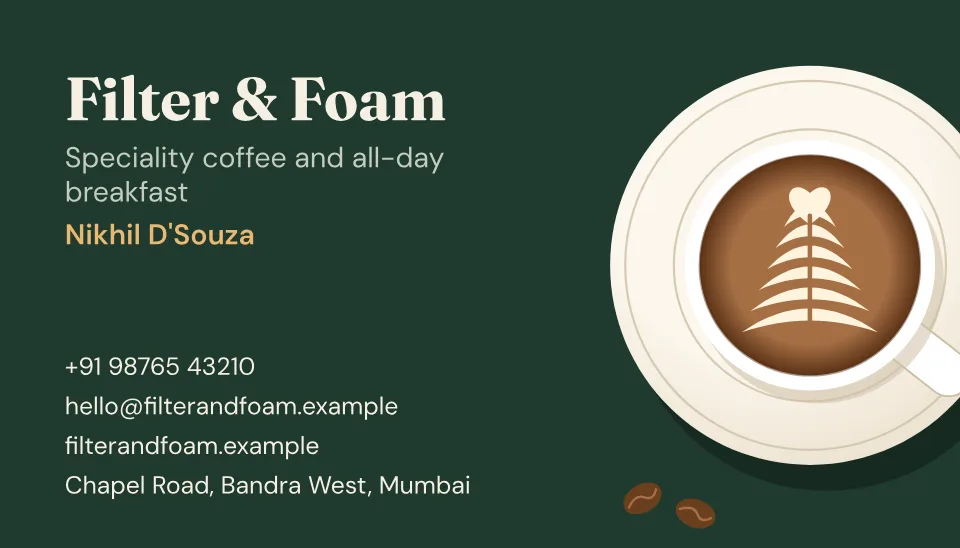 Filter & Foam
Speciality coffee and all-day
breakfast
Nikhil D'Souza
+91 98765 43210
hello@filterandfoam.example
filterandfoam.example
Chapel Road, Bandra West, Mumbai